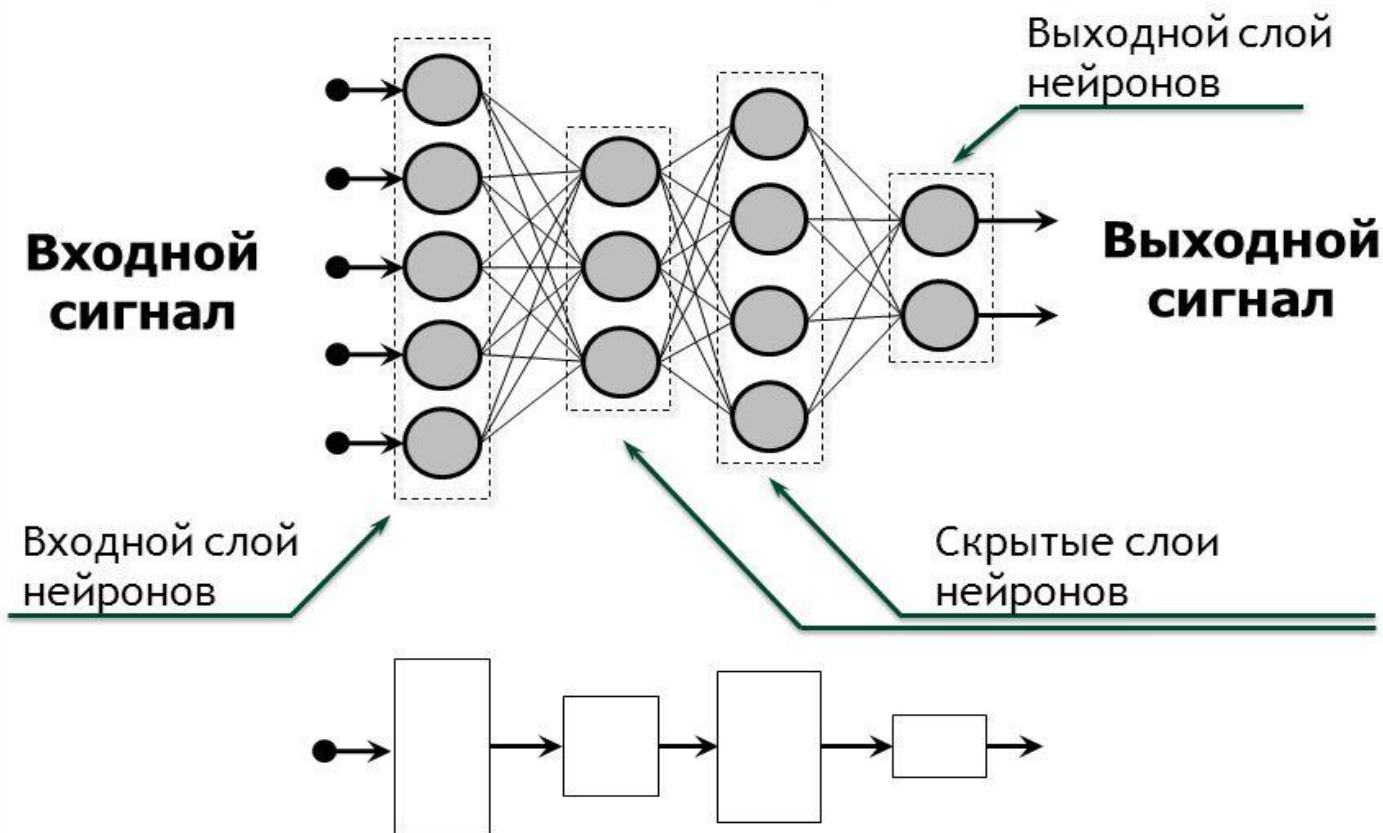 Выходной слой
нейронов
Входной
сигнал
Выходной
сигнал
Входной слой
нейронов
Скрытые слои
нейронов